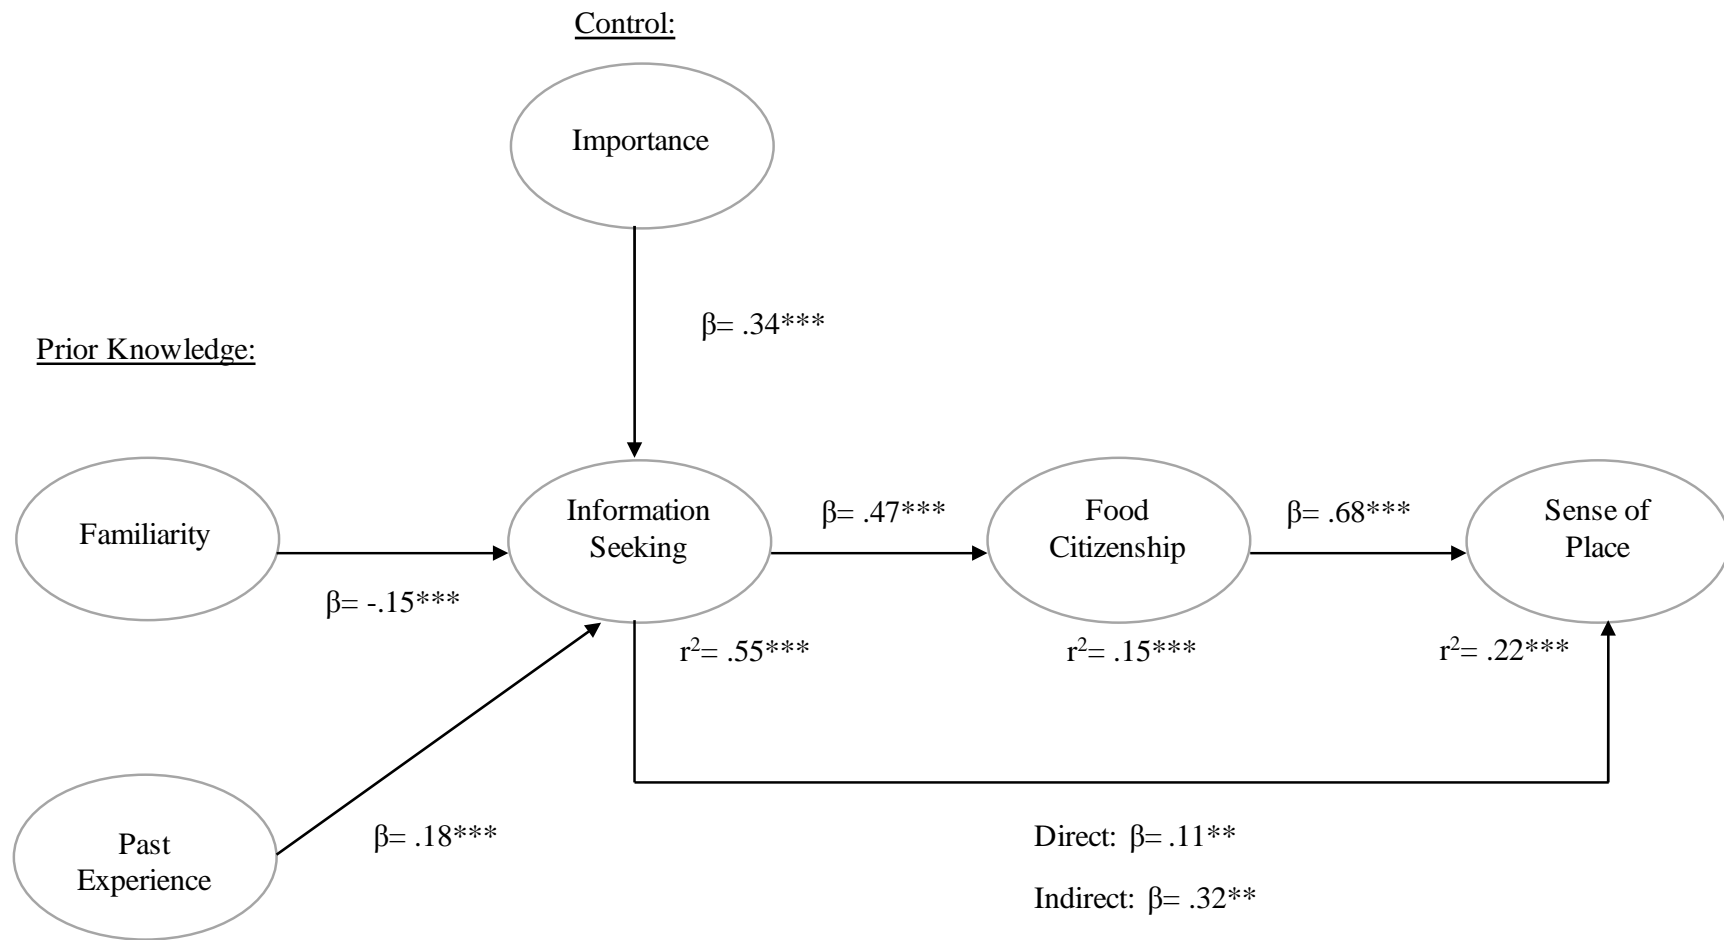 Control:
Importance
β= .34***
Prior Knowledge:
Familiarity
β= -.15***
Information
Seeking
r²= .55***
β= .47***
Food
Citizenship
r²= .15***
β= .68***
Sense of
Place
r²= .22***
Past
Experience
β= .18***
Direct: β= .11**
Indirect: β= .32**